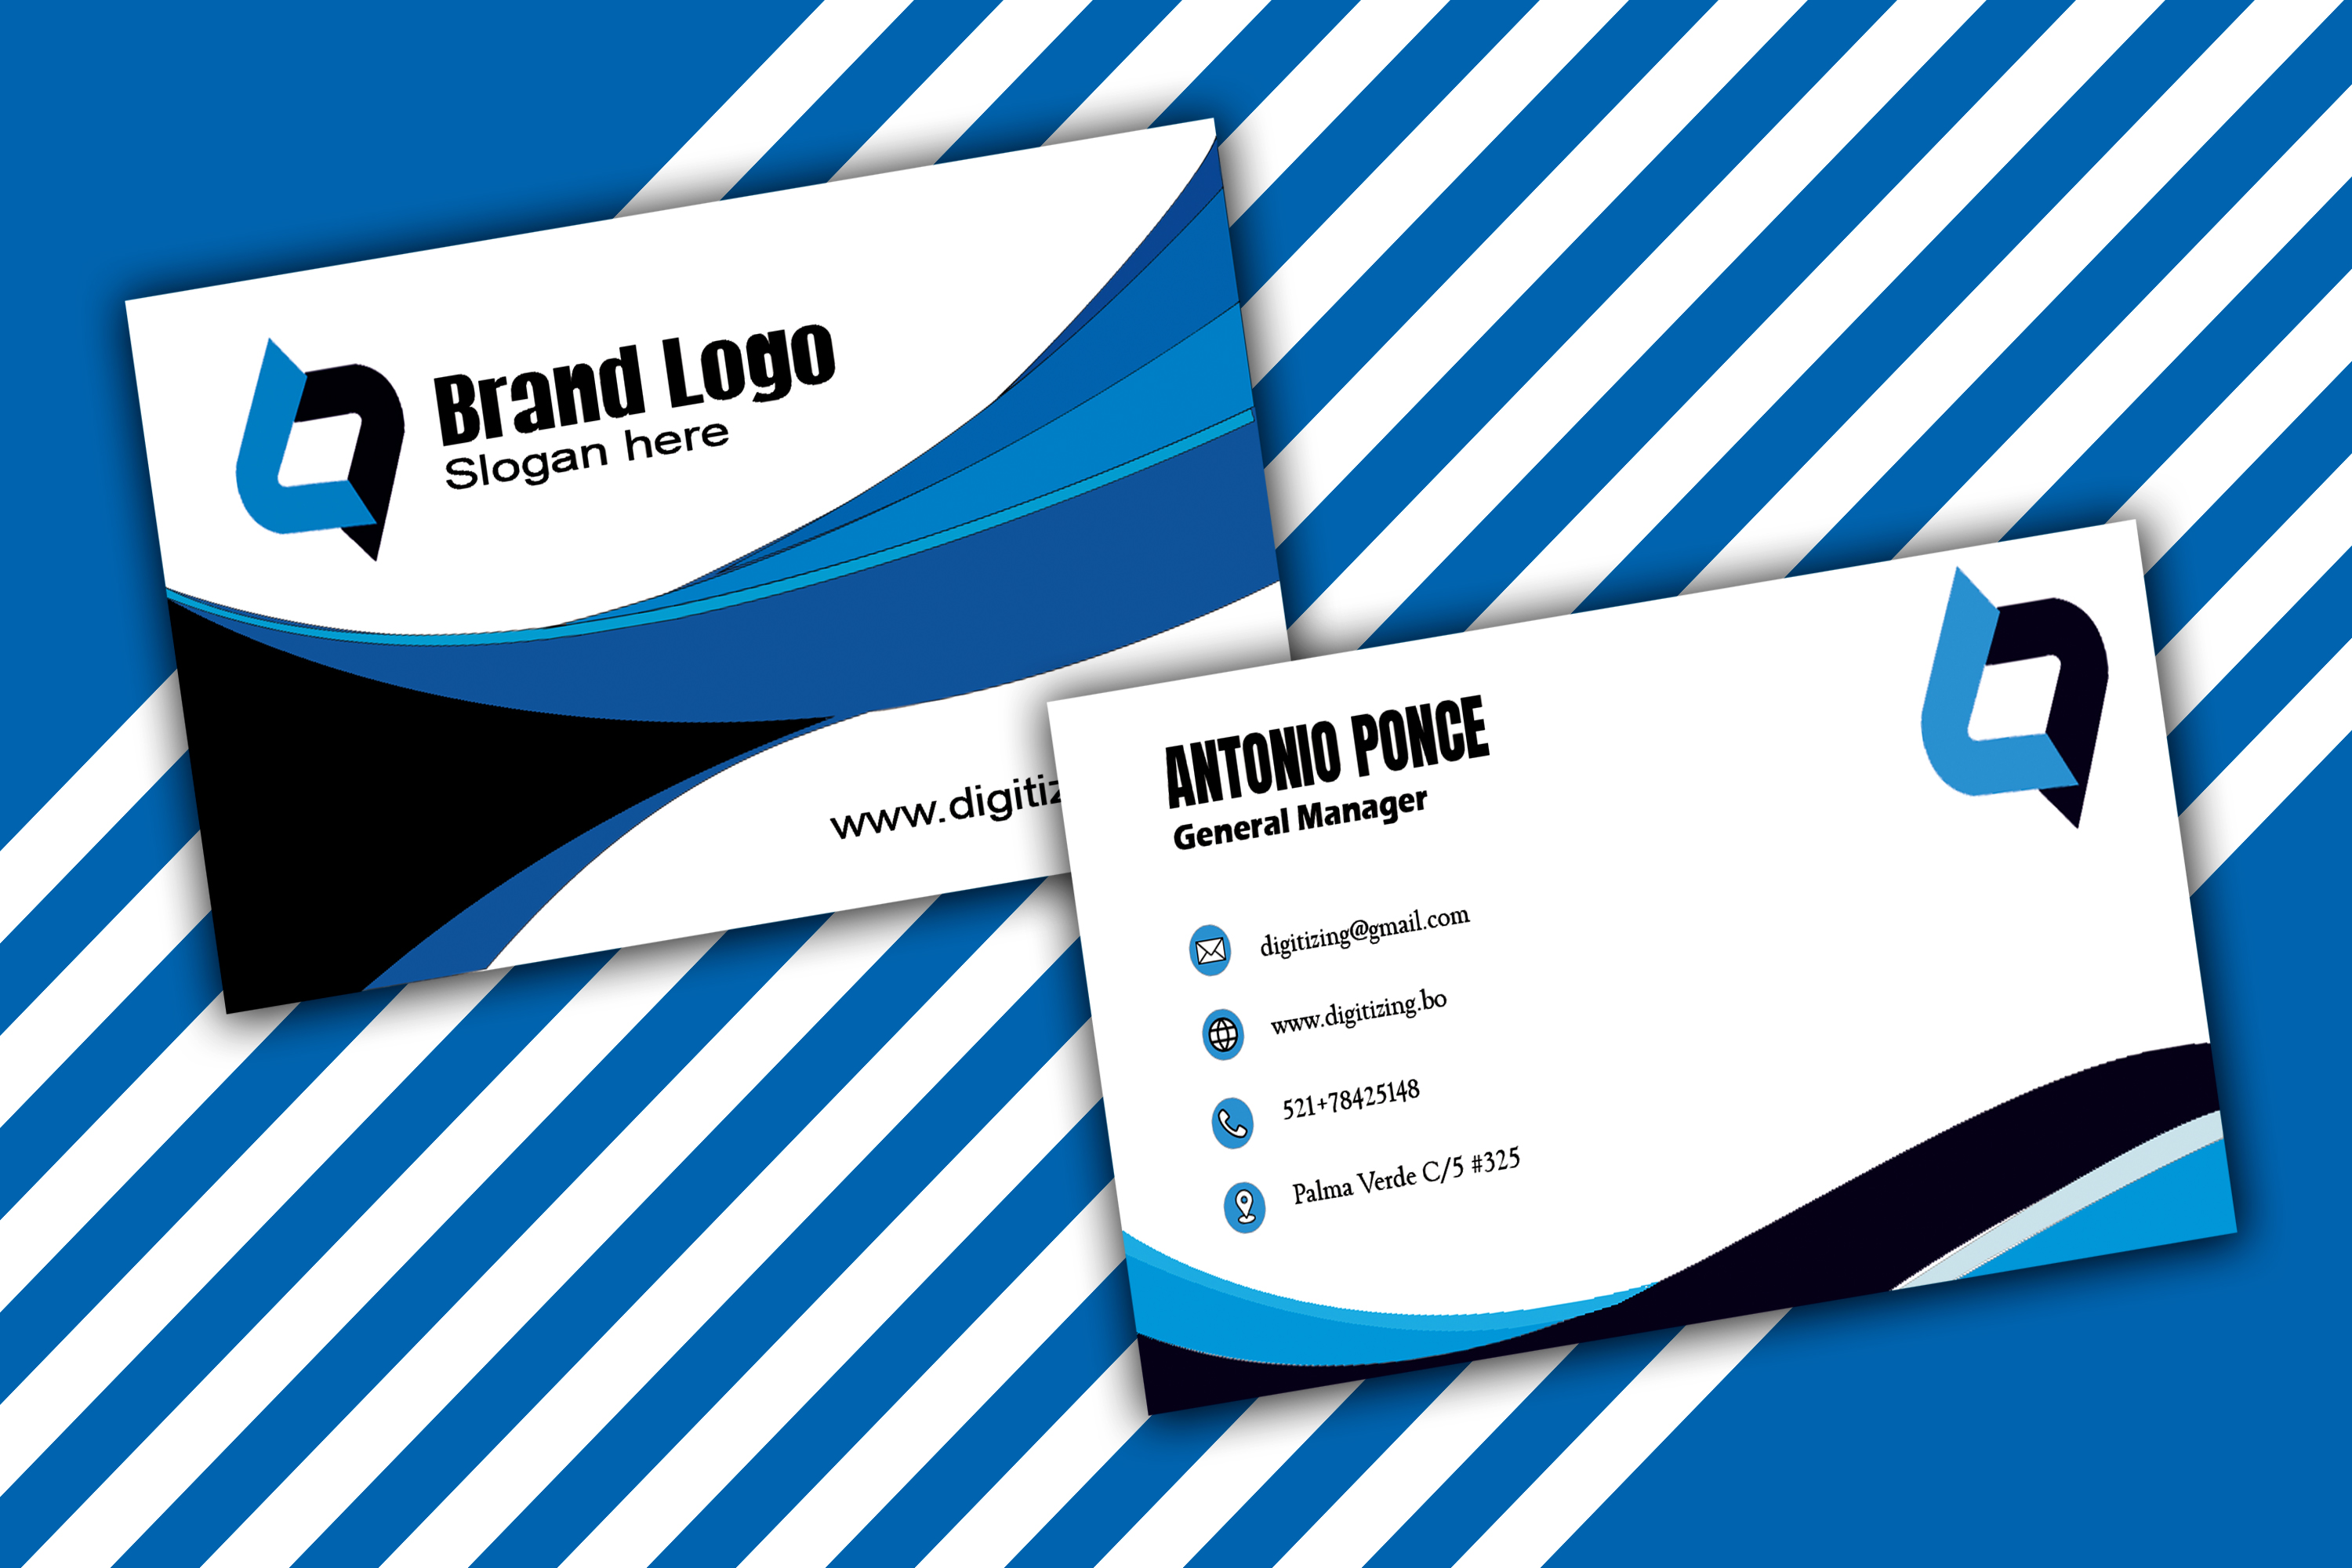 Brand Logo
Slogan here
www.digitiz
ANTONIO PONCE
General Manager
digitizing@gmail.com
www.digitizing.bo
521+78425148
Palma Verde C/5 #325